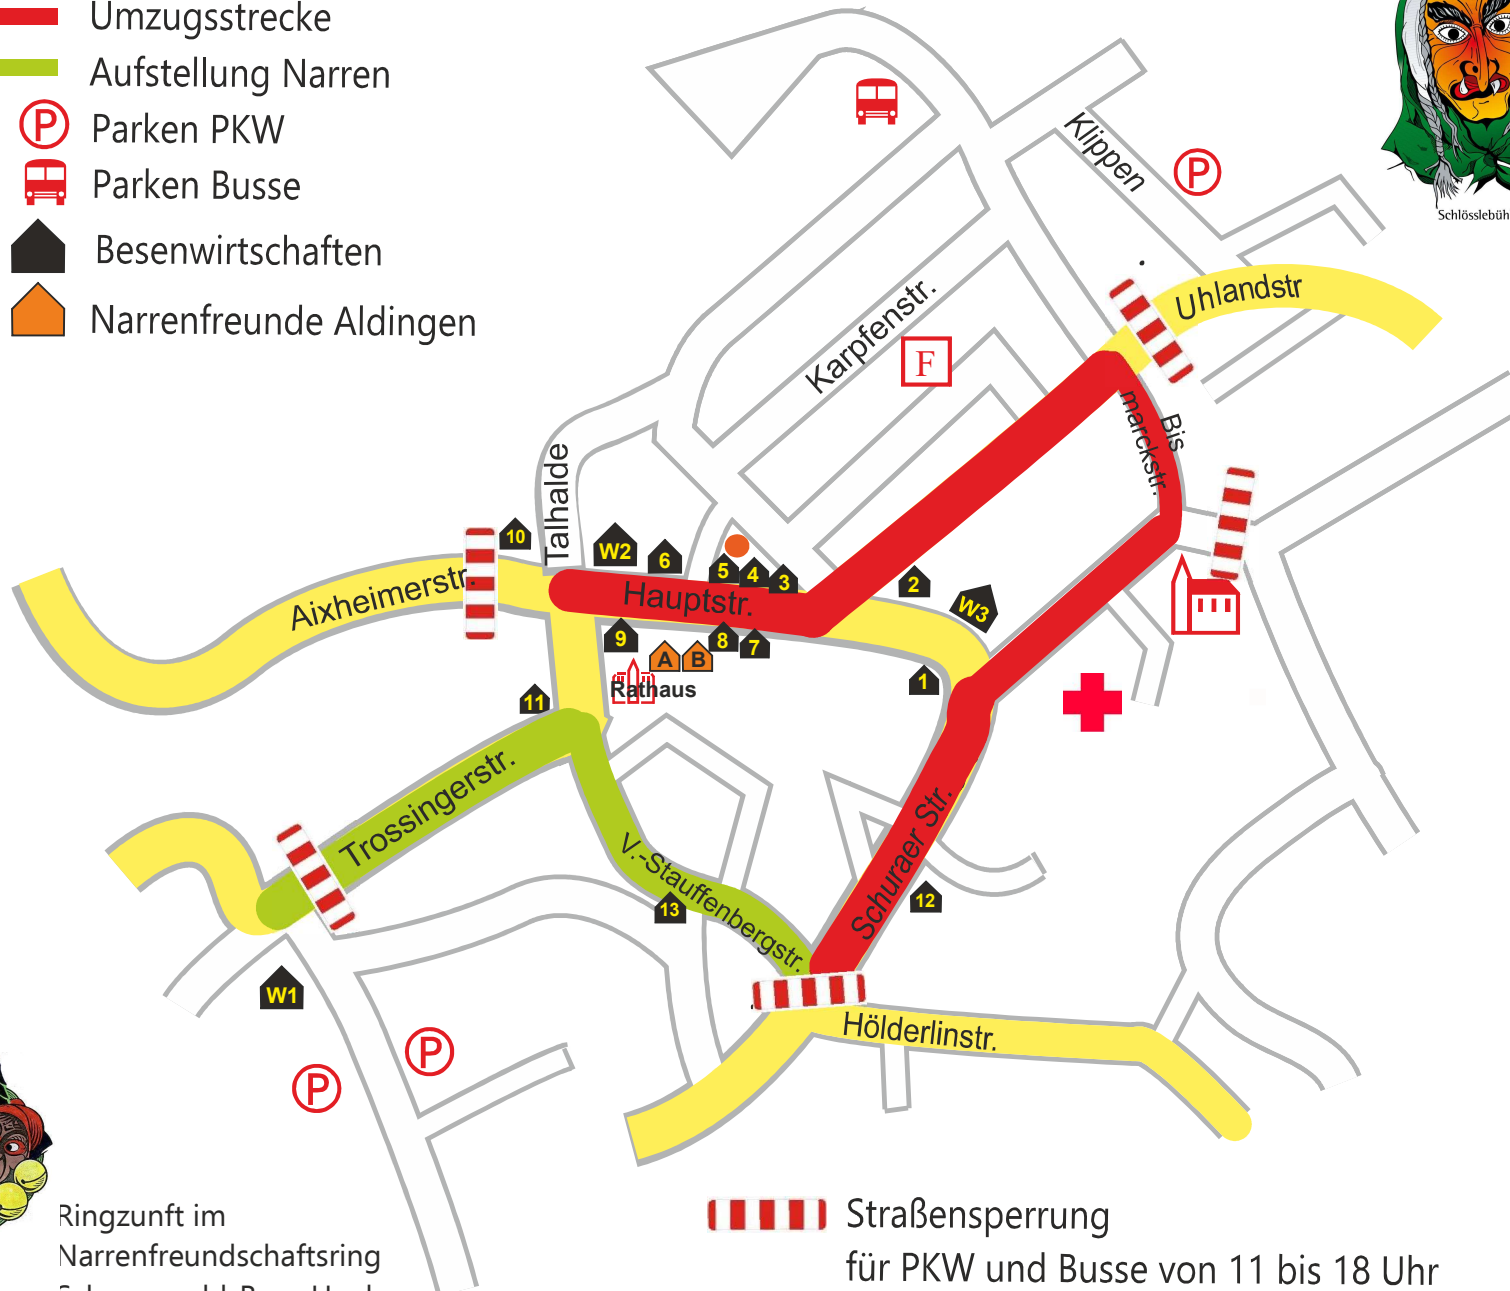 Umzugsstrecke
Aufstellung Narren
P Parken PKW
Parken Busse
Besenwirtschaften
Narrenfreunde Aldingen
Schlösslebüh
Klippen
P
Uhlandstr
Karpfenstr.
F
Bis
marckstr.
Talhalde
10
W2
6
5
4
3
2
W3
Aixheimerstr.
Hauptstr.
9
8
7
A
B
Rathaus
1
11
Trossingerstr.
V.-Stauffenbergstr.
Schuraer Str.
13
12
W1
Hölderlinstr.
P
P
Ringzunft im
Narrenfreundschaftsring
Straßensperrung
für PKW und Busse von 11 bis 18 Uhr